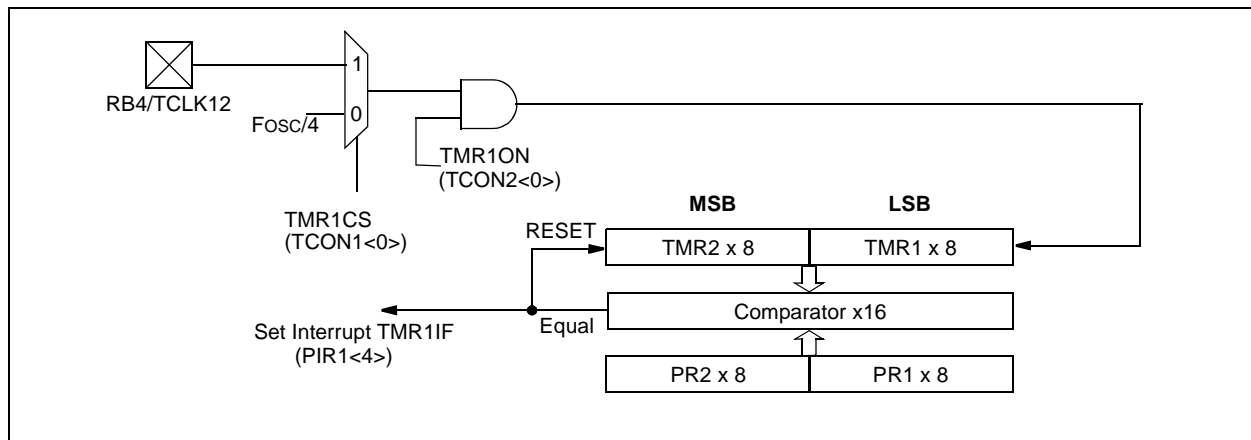 1
RB4/TCLK12
0
FOSC/4
TMR1ON
(TCON2<0>)
TMR1CS
(TCON1<0>)
MSB LSB
RESET
TMR2 x 8 TMR1 x 8
Comparator x16
Equal
Set Interrupt TMR1IF
(PIR1<4>)
PR2 x 8 PR1 x 8